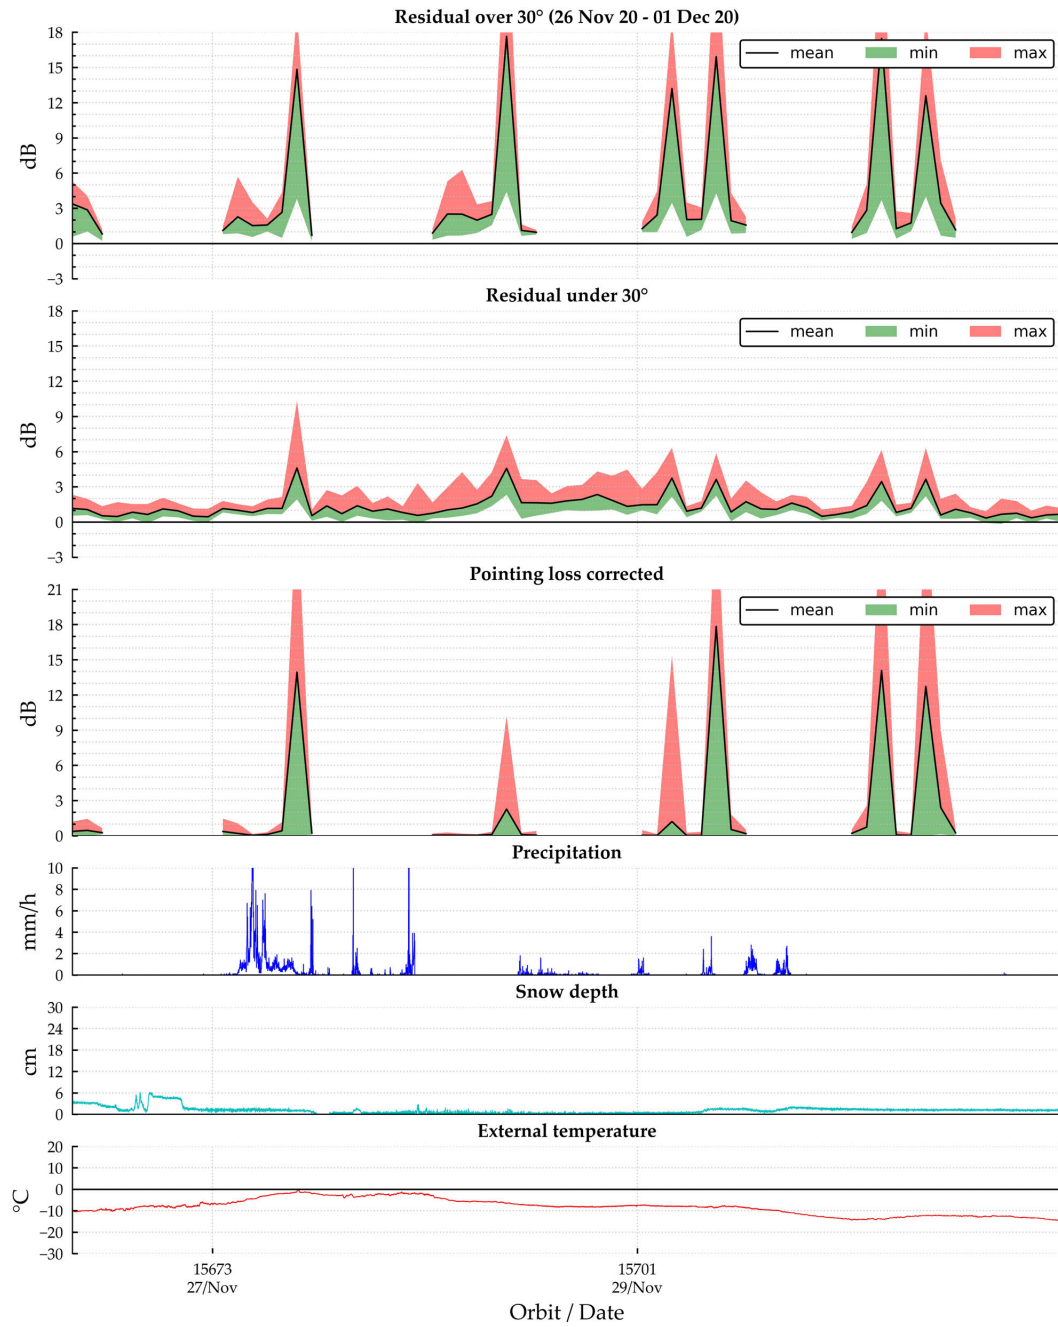 Residual over 30° (26 Nov 20 - 01 Dec 20)
18
15
12
9
6
3
0
−3
dB
mean min max
Residual under 30°
18
15
12
9
6
3
0
−3
dB
mean min max
Pointing loss corrected
21
18
15
12
9
6
3
0
dB
mean min max
Precipitation
10
8
6
4
2
0
mm/h
Snow depth
30
24
18
12
6
0
cm
External temperature
20
10
0
−10
−20
−30
°C
15673 15701
27/Nov 29/Nov
Orbit / Date